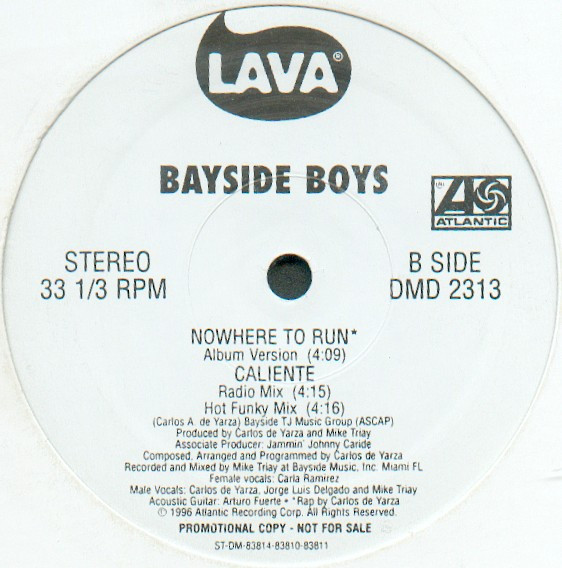 LAVA®
BAYSIDE BOYS
ATLANTIC
STEREO
33 1/3 RPM
B SIDE
DMD 2313
NOWHERE TO RUN*
Album Version (4:09)
CALIENTE
Radio Mix (4:15)
Hot Funky Mix (4:16)
(Carlos A. de Yarza) Bayside TJ Music Group (ASCAP)
Produced by Carlos de Yarza and Mike Triay
Associate Producer: Jammin' Johnny Caride
Composed, Arranged and Programmed by Carlos de Yarza
Recorded and Mixed by Mike Triay at Bayside Music, Inc. Miami FL
Female vocals: Carla Ramirez
Male Vocals: Carlos de Yarza, Jorge Luis Delgado and Mike Triay
Acoustic Guitar: Arturo Fuerte • *Rap by Carlos de Yarza
© 1996 Atlantic Recording Corp. All Rights Reserved.
PROMOTIONAL COPY - NOT FOR SALE
ST-DM-83814-83810-83811